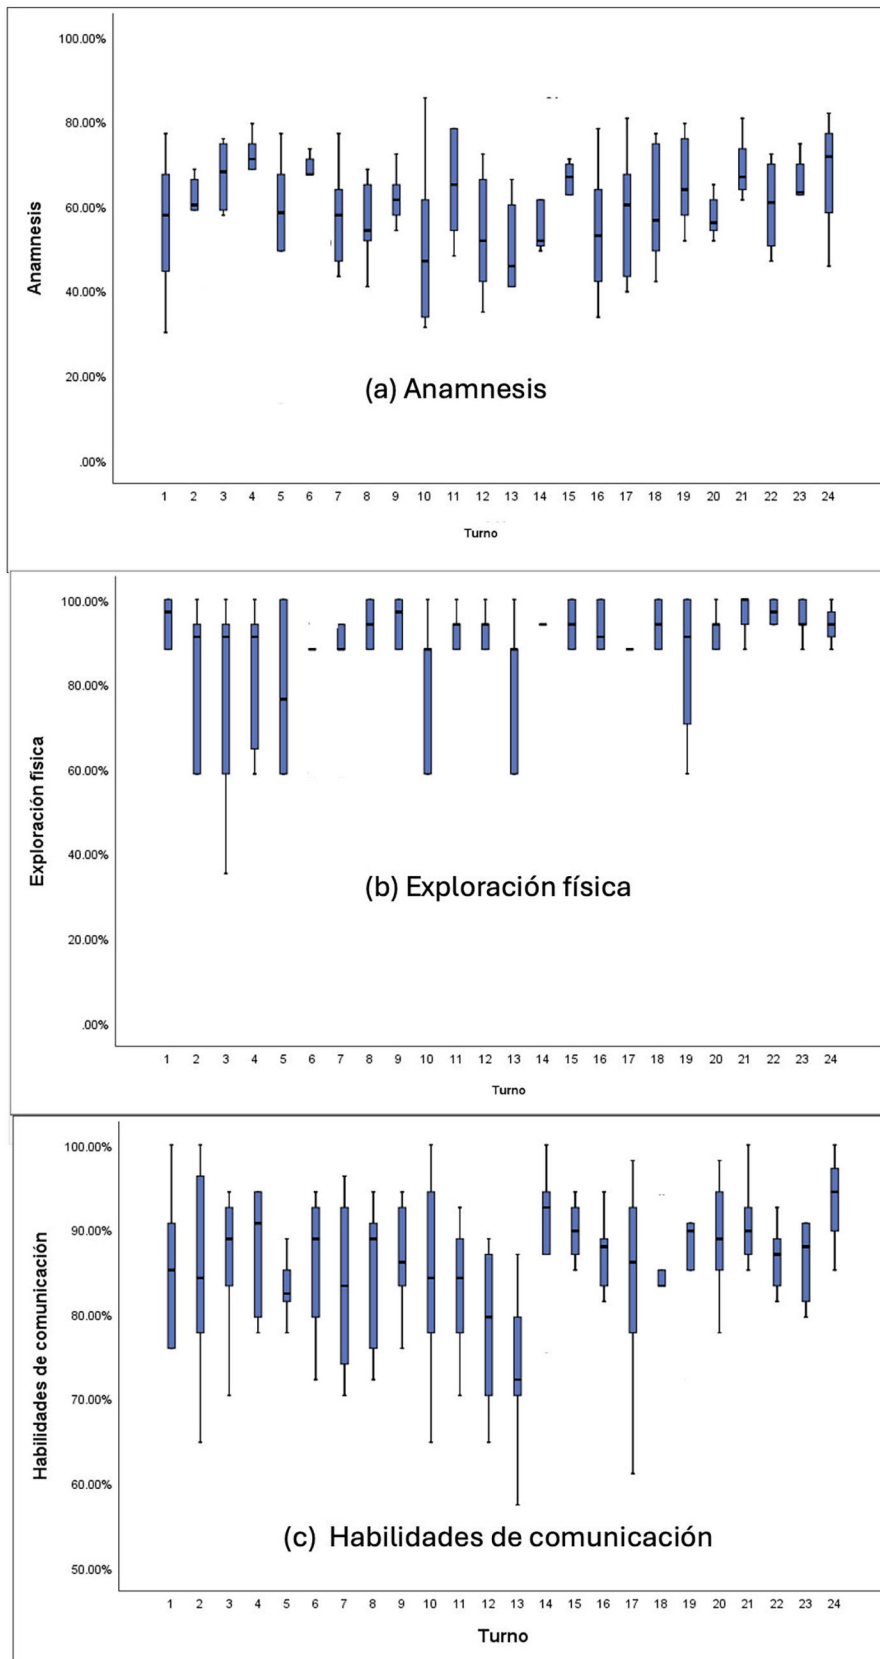 100.00%
80.00%
60.00%
40.00%
20.00%
.00%
Anamnesis
(a) Anamnesis
1 2 3 4 5 6 7 8 9 10 11 12 13 14 15 16 17 18 19 20 21 22 23 24
Turno
100.00%
80.00%
60.00%
40.00%
20.00%
.00%
Exploración física
(b) Exploración física
1 2 3 4 5 6 7 8 9 10 11 12 13 14 15 16 17 18 19 20 21 22 23 24
Turno
100.00%
90.00%
80.00%
70.00%
60.00%
50.00%
Habilidades de comunicación
(c) Habilidades de comunicación
1 2 3 4 5 6 7 8 9 10 11 12 13 14 15 16 17 18 19 20 21 22 23 24
Turno